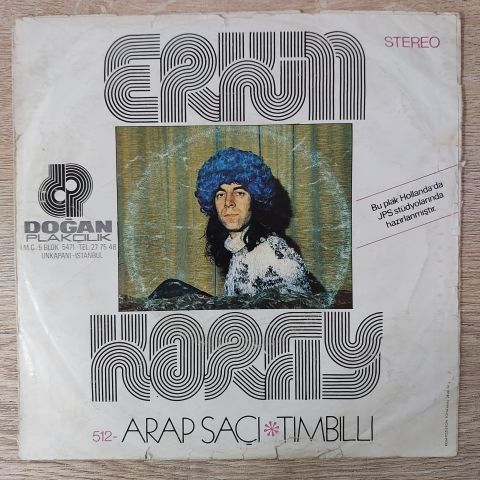 ERKIN
STEREO
Bu plak Hollanda'da
JPS stüdyolarında
hazırlanmıştır.
DOĞAN
PLAKÇILIK
İ.M.Ç. 5.BLOK 5471 TEL. 27 75 48
UNKAPANI-İSTANBUL
KORAY
512- ARAP SAÇI * TIMBILLI